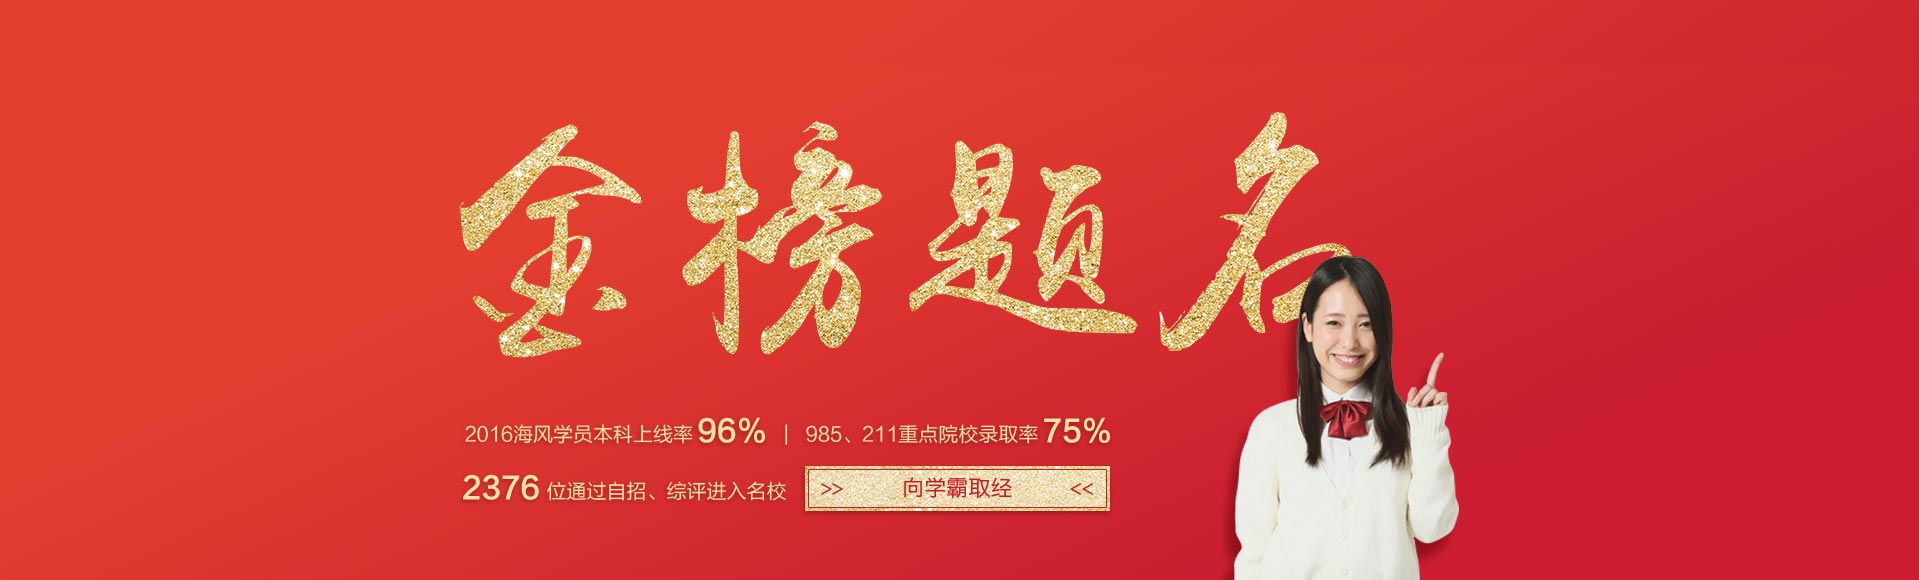 金榜题名
2016海风学员本科上线率 96% | 985、211重点院校录取率 75%
2376 位通过自招、综评进入名校
>> 向学霸取经 <<